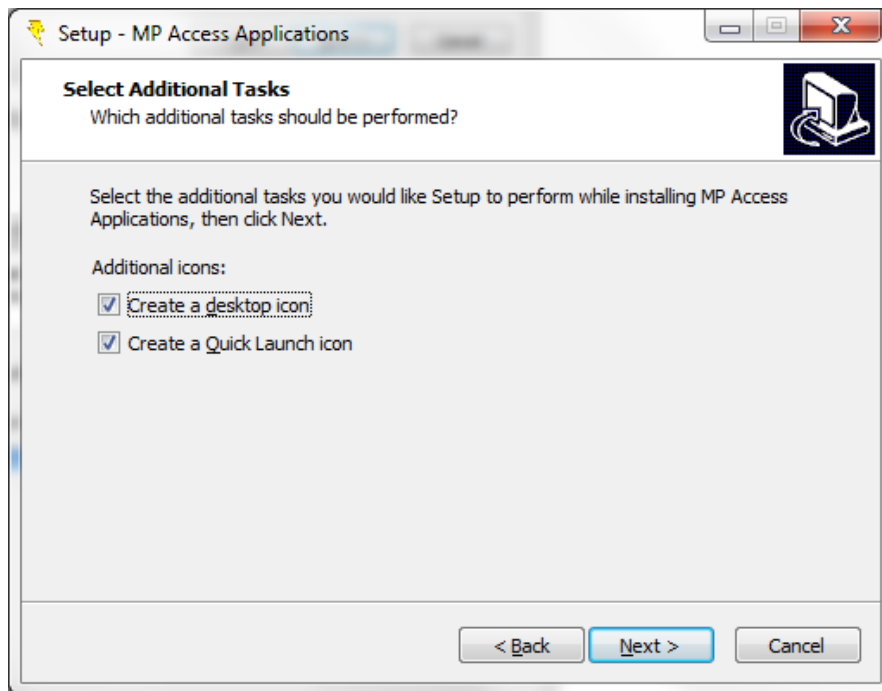 Setup - MP Access Applications
Select Additional Tasks
Which additional tasks should be performed?
Select the additional tasks you would like Setup to perform while installing MP Access
Applications, then click Next.
Additional icons:
Create a desktop icon
Create a Quick Launch icon
< Back Next > Cancel